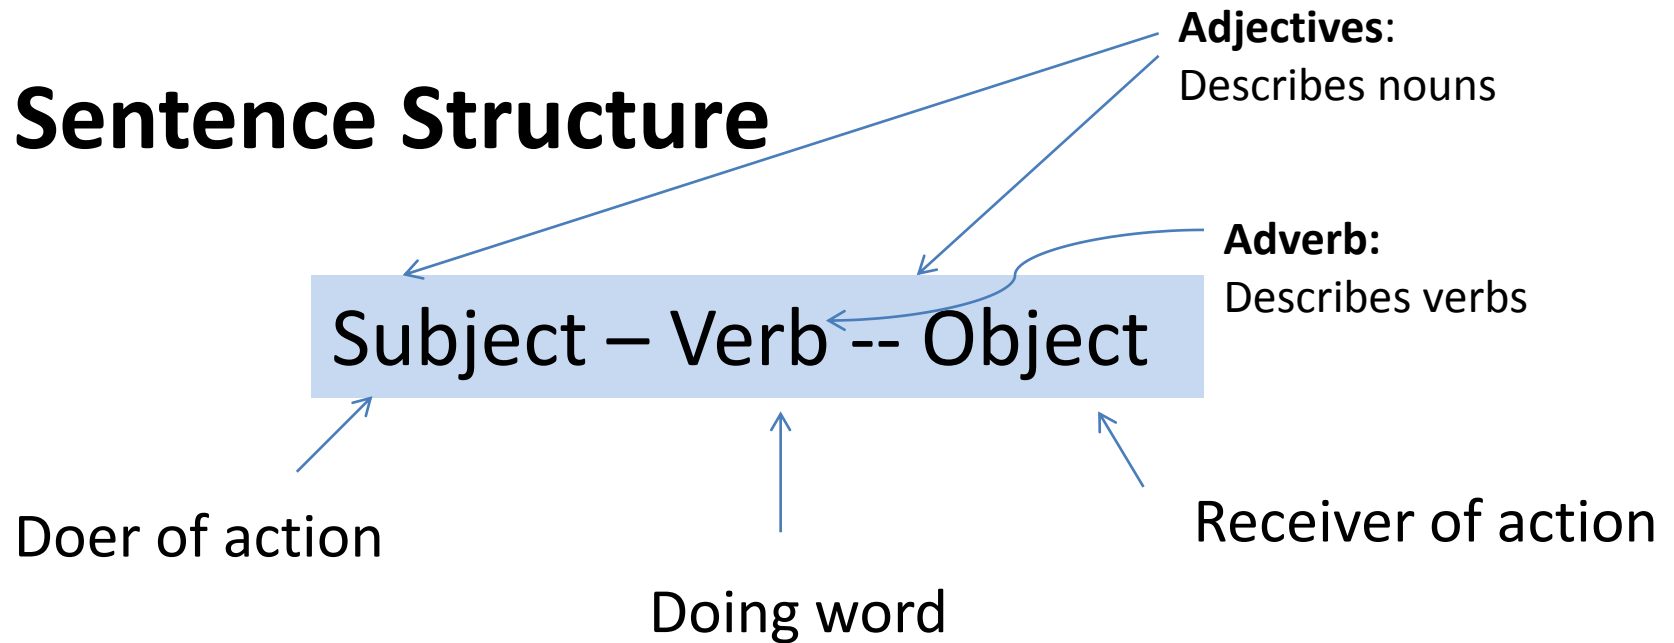 Adjectives:
Describes nouns
Sentence Structure
Adverb:
Describes verbs
Subject – Verb -- Object
Doer of action
Receiver of action
Doing word